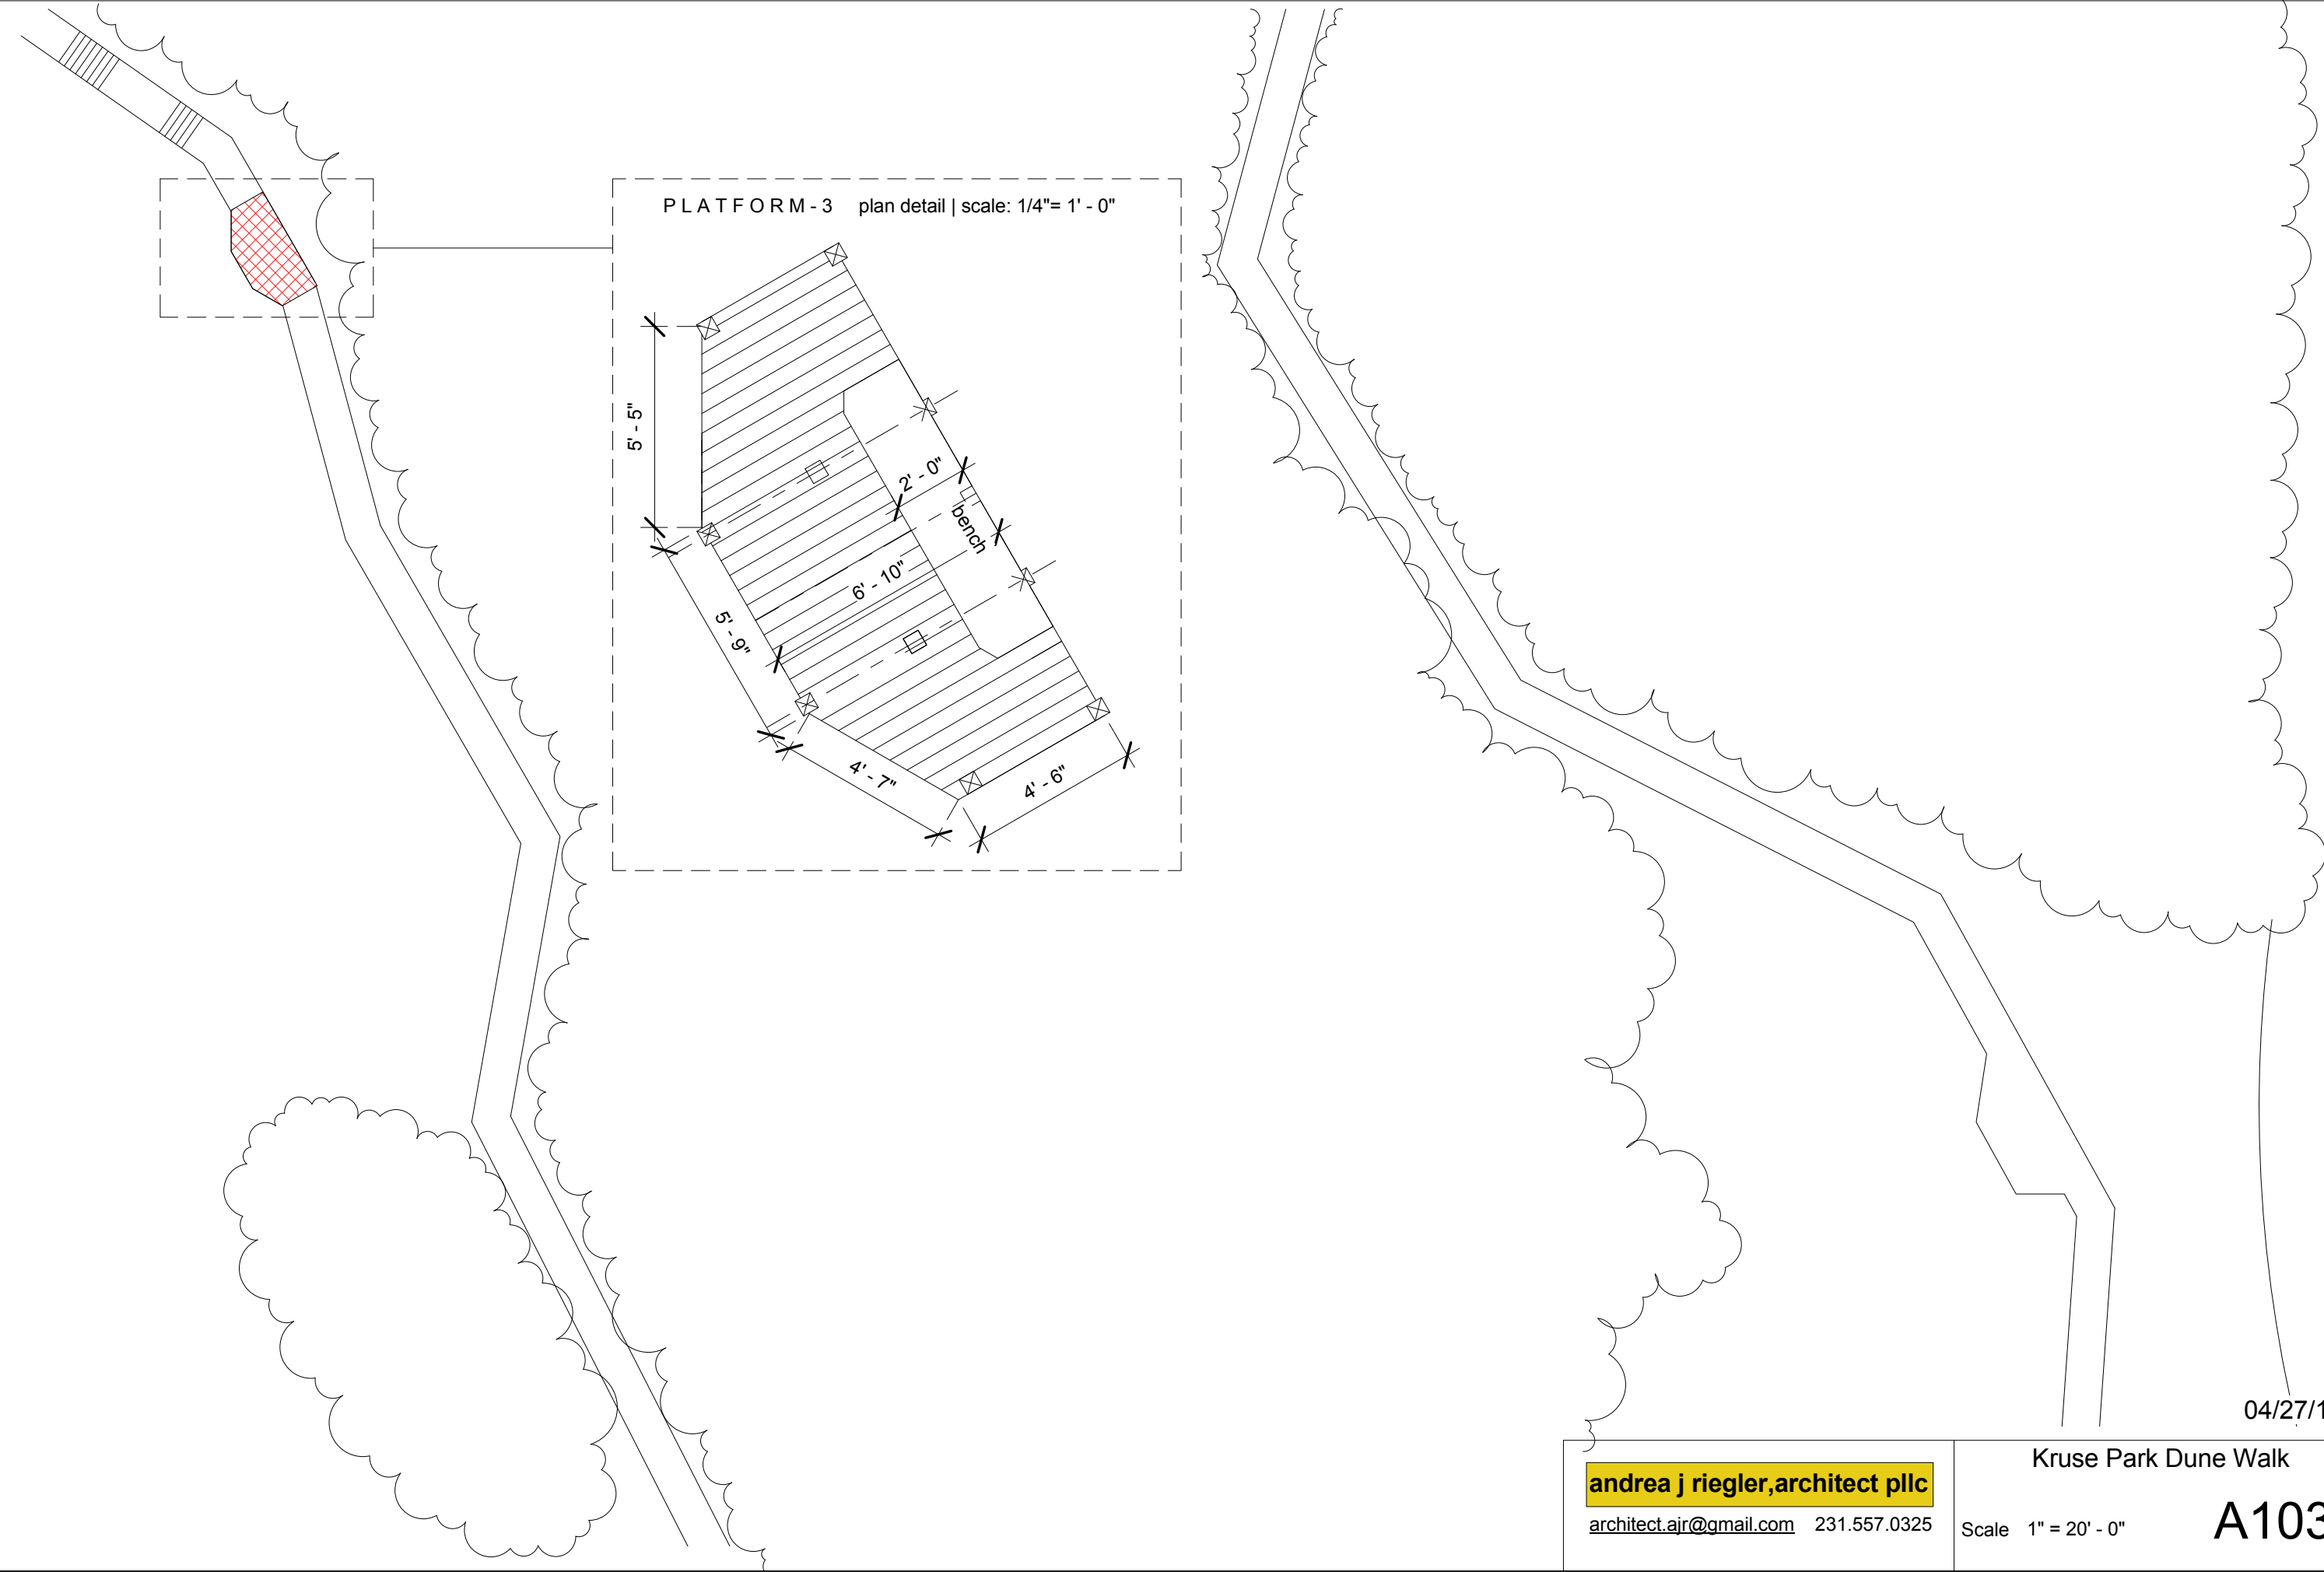 PLATFORM-3 plan detail | scale: 1/4"= 1' - 0"
5' - 5"
2' - 0"
bench
6' - 10"
5' - 9"
4' - 7"
4' - 6"
04/27/1
andrea j riegler,architect pllc
architect.ajr@gmail.com 231.557.0325
Kruse Park Dune Walk
Scale 1" = 20' - 0"
A103